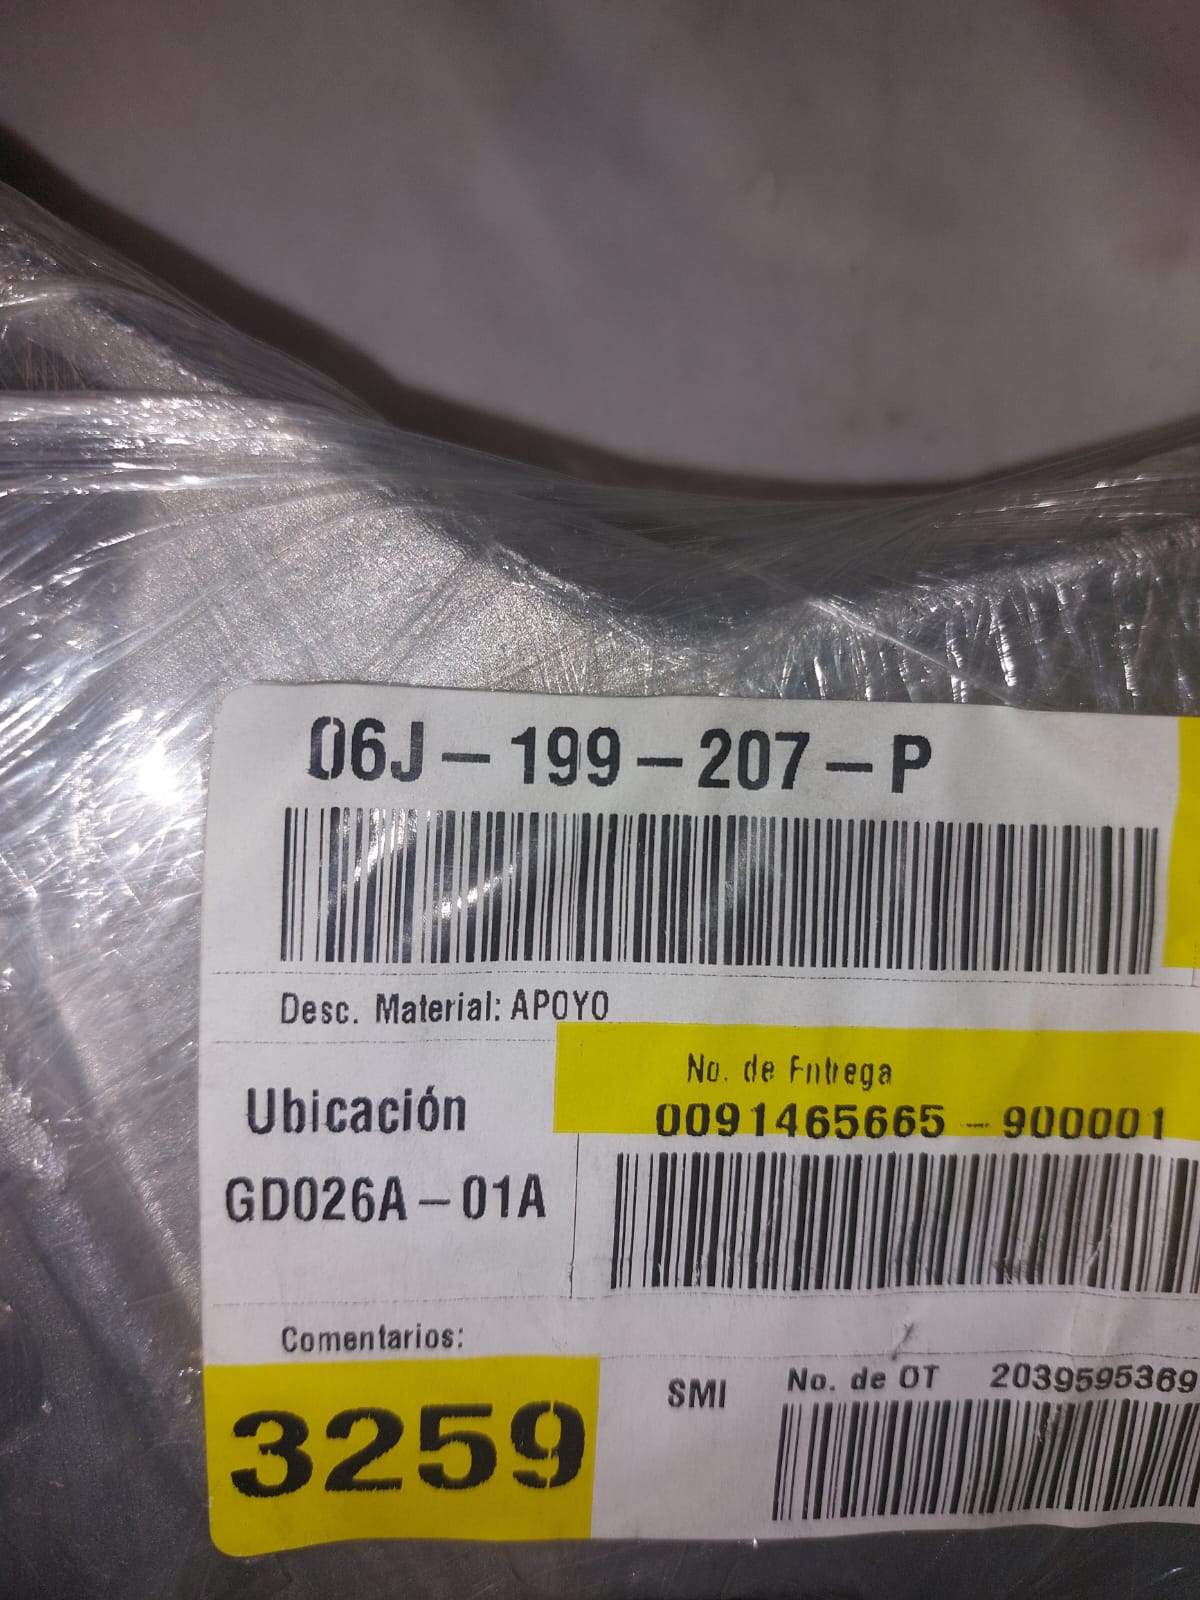 06J-199-207-P
Desc. Material: APOYO
No. de Entrega
0091465665-900001
Ubicación
GD026A-01A
Comentarios:
3259
SMI
No. de OT 2039595369